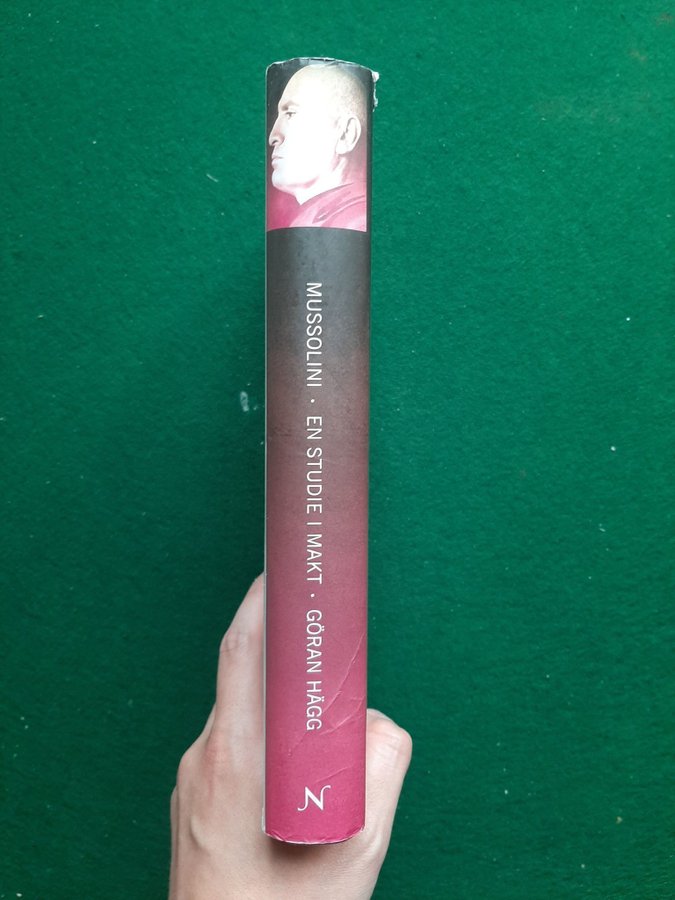 MUSSOLINI · EN STUDIE I MAKT · GÖRAN HÄGG
N